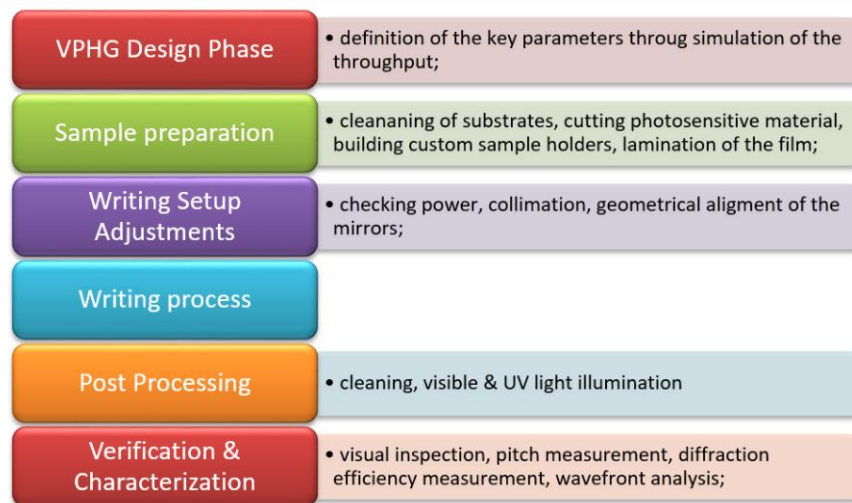 VPHG Design Phase
• definition of the key parameters throug simulation of the
throughput;
Sample preparation
• cleananing of substrates, cutting photosensitive material,
building custom sample holders, lamination of the film;
Writing Setup
Adjustments
• checking power, collimation, geometrical aligment of the
mirrors;
Writing process
Post Processing
• cleaning, visible & UV light illumination
Verification &
Characterization
• visual inspection, pitch measurement, diffraction
efficiency measurement, wavefront analysis;